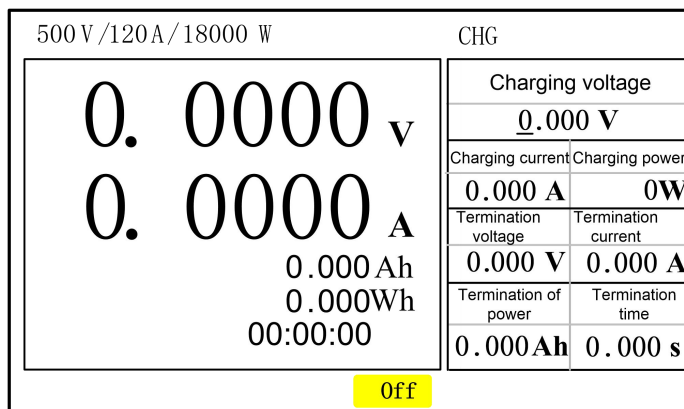 500V/120A/18000 W
CHG
0. 0000 V
0. 0000 A
0.000Ah
0.000Wh
00:00:00
Charging voltage
0.000 V
Charging current Charging power
0.000 A 0W
Termination voltage Termination current
0.000 V 0.000 A
Termination of power Termination time
0.000Ah 0.000 s
Off